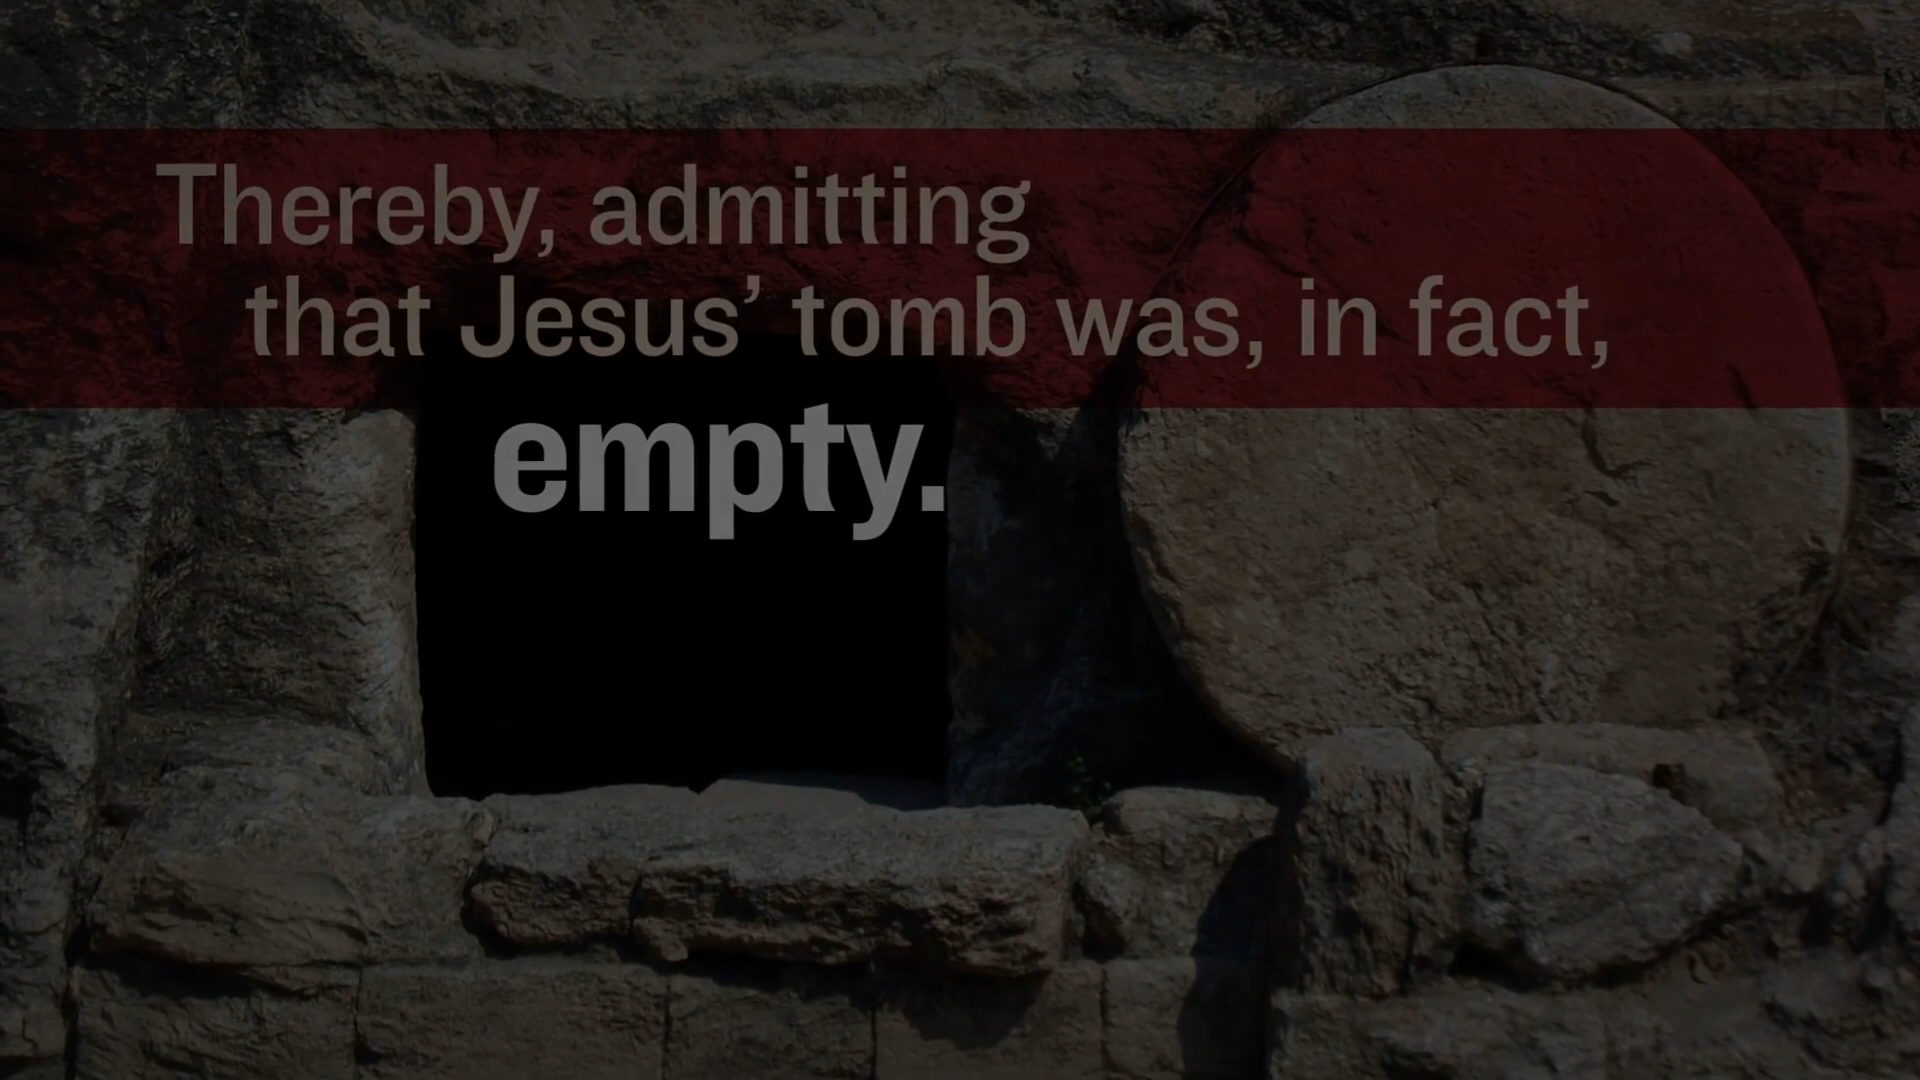 Thereby, admitting
that Jesus’ tomb was, in fact,
empty.